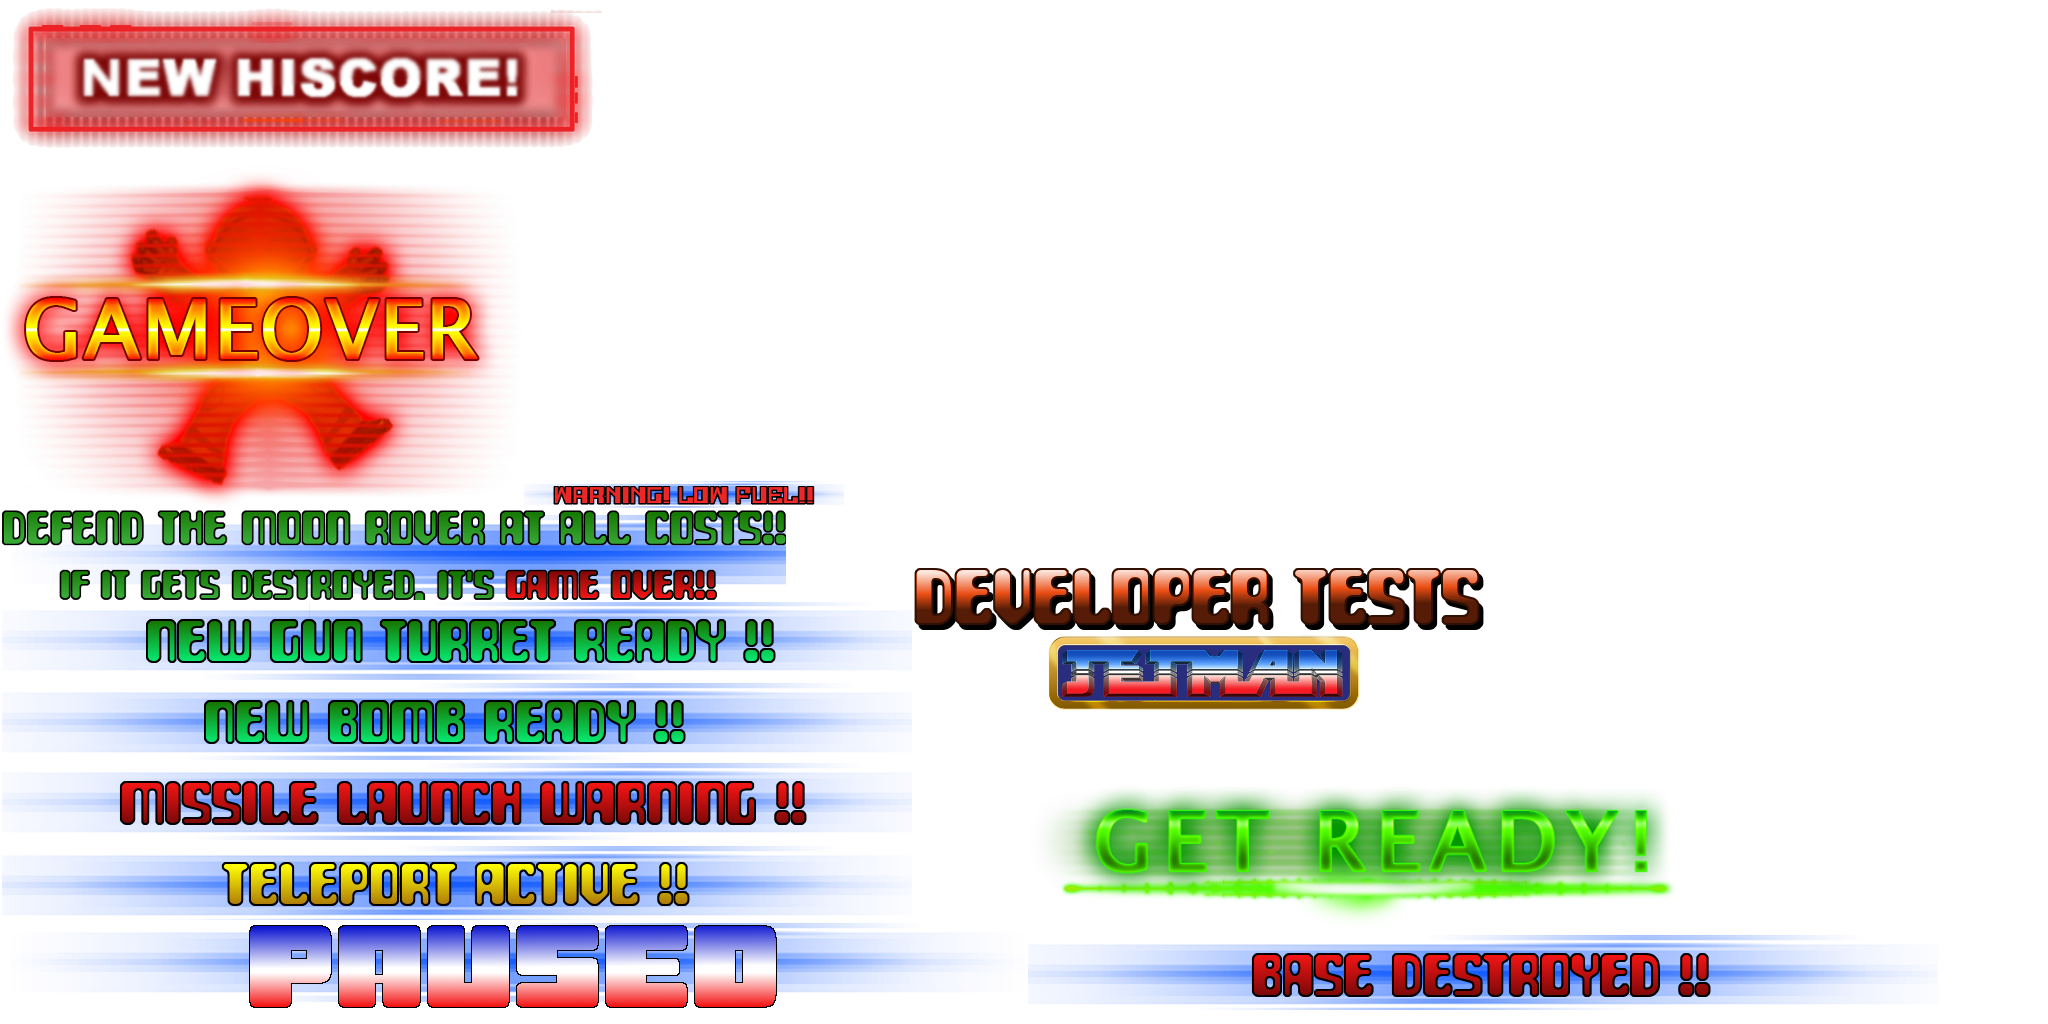 NEW HISCORE!
GAMEOVER
WARNING! LOW FUEL!!
DEFEND THE MOON ROVER AT ALL COSTS!!
IF IT GETS DESTROYED, IT'S GAME OVER!!
NEW GUN TURRET READY !!
NEW BOMB READY !!
MISSILE LAUNCH WARNING !!
TELEPORT ACTIVE !!
PAUSED
DEVELOPER TESTS
JETMAN
GET READY!
BASE DESTROYED !!